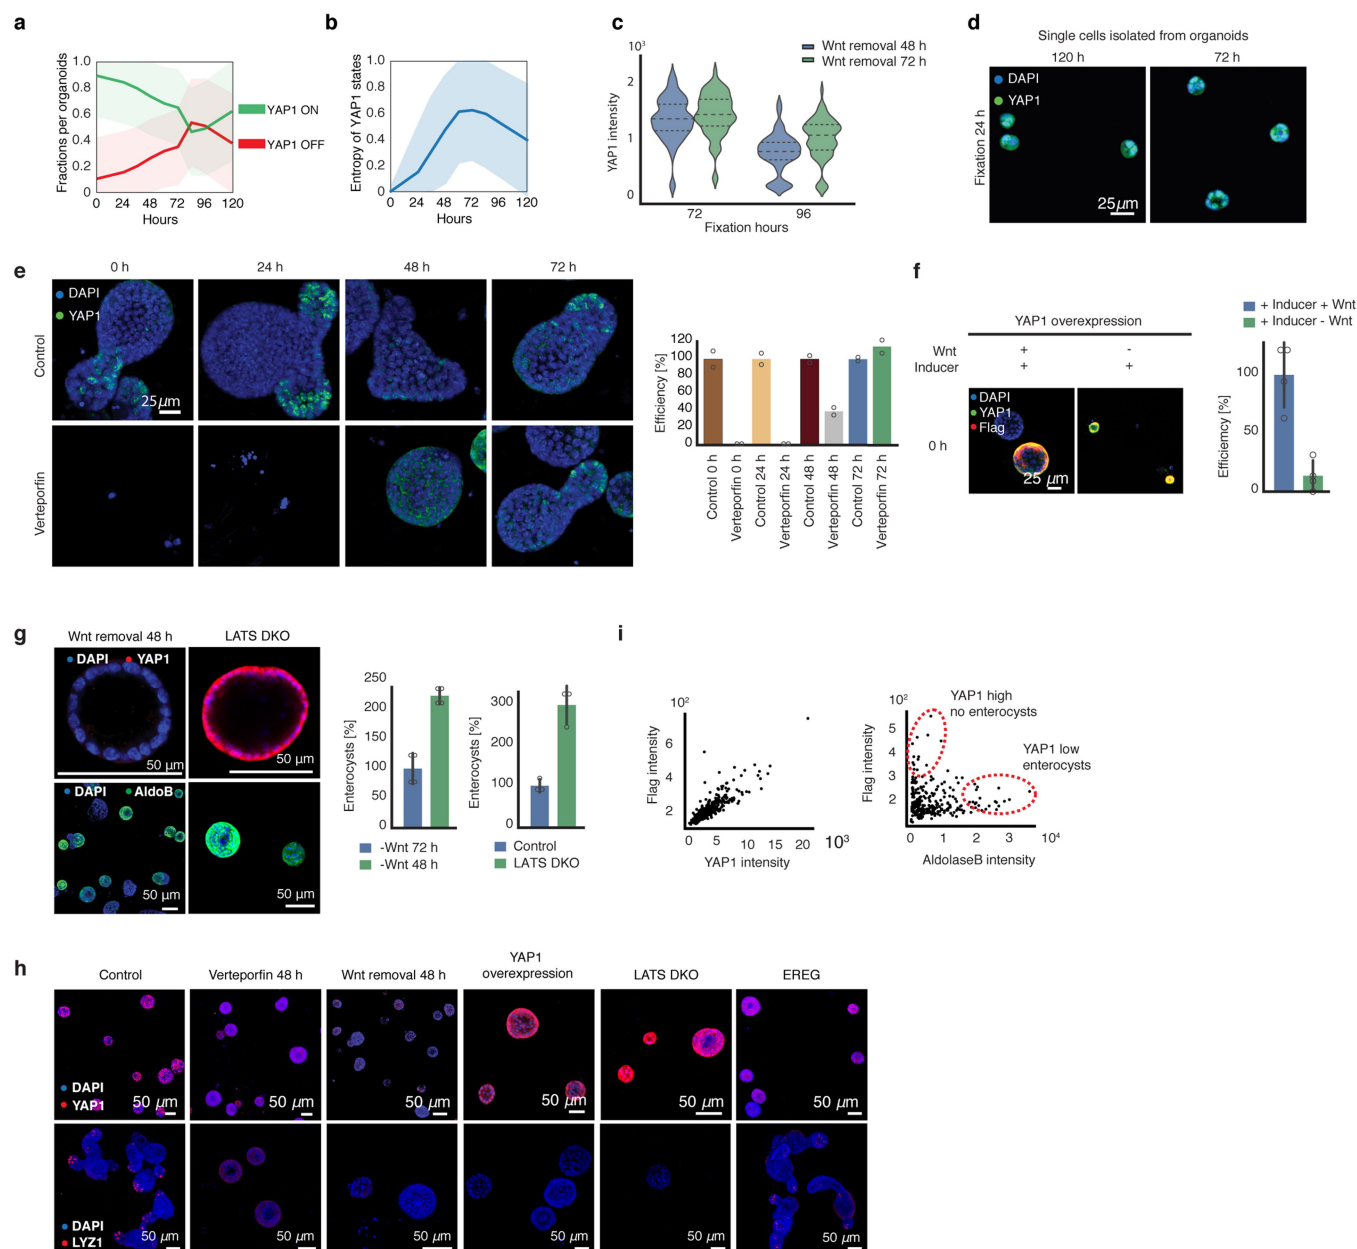 a
Fractions per organoids
1.0
0.8
0.6
0.4
0.2
0
0 24 48 72 96 120
Hours
YAP1 ON
YAP1 OFF
b
Entropy of YAP1 states
1.0
0.8
0.6
0.4
0.2
0
0 24 48 72 96 120
Hours
c
10³
Wnt removal 48 h
Wnt removal 72 h
YAP1 intensity
2
1
0
72 96
Fixation hours
d
Single cells isolated from organoids
120 h 72 h
DAPI
YAP1
Fixation 24 h
25 µm
e
0 h 24 h 48 h 72 h
DAPI
YAP1
Control
25 µm
Verteporfin
Efficiency [%]
120
100
80
60
40
20
0
Control 0 h
Verteporfin 0 h
Control 24 h
Verteporfin 24 h
Control 48 h
Verteporfin 48 h
Control 72 h
Verteporfin 72 h
f
YAP1 overexpression
Wnt + -
Inducer + +
DAPI
YAP1
Flag
0 h
25 µm
+ Inducer + Wnt
+ Inducer - Wnt
Efficiency [%]
100
50
0
g
Wnt removal 48 h LATS DKO
DAPI YAP1
50 µm 50 µm
DAPI AldoB
50 µm 50 µm
Enterocysts [%]
250
200
150
100
50
0
-Wnt 72 h
-Wnt 48 h
Enterocysts [%]
300
200
100
0
Control
LATS DKO
i
10²
Flag intensity
6
4
2
0 5 10 15 20 10³
YAP1 intensity
10²
Flag intensity
5
4
3
2
YAP1 high
no enterocysts
YAP1 low
enterocysts
0 1 2 3 10⁴
AldolaseB intensity
h
Control Verteporfin 48 h Wnt removal 48 h YAP1 overexpression LATS DKO EREG
DAPI
YAP1
50 µm 50 µm 50 µm 50 µm 50 µm 50 µm
DAPI
LYZ1
50 µm 50 µm 50 µm 50 µm 50 µm 50 µm